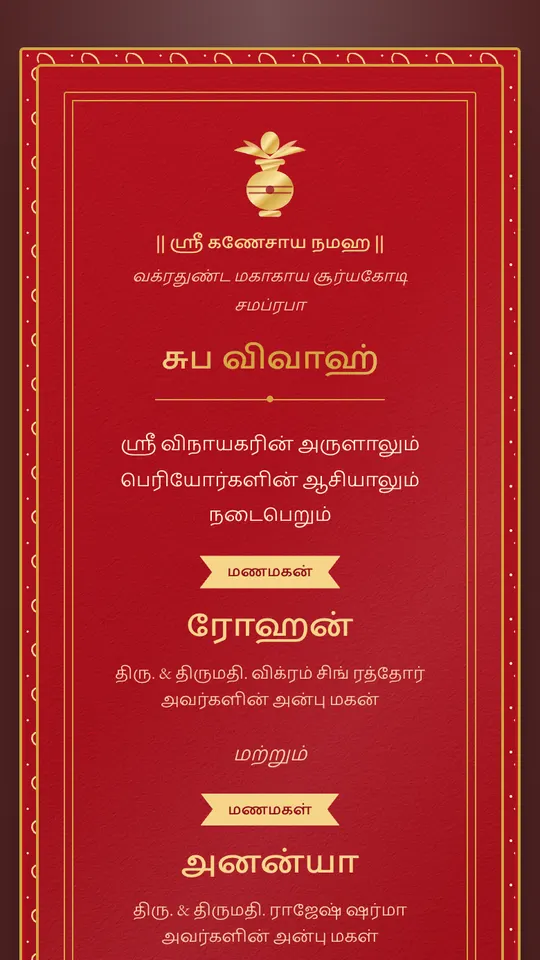 || ஸ்ரீ கணேசாய நமஹ ||
வக்ரதுண்ட மகாகாய சூர்யகோடி
சமப்ரபா
சுப விவாஹ்
ஸ்ரீ விநாயகரின் அருளாலும்
பெரியோர்களின் ஆசியாலும்
நடைபெறும்
மணமகன்
ரோஹன்
திரு. & திருமதி. விக்ரம் சிங் ரத்தோர்
அவர்களின் அன்பு மகன்
மற்றும்
மணமகள்
அனன்யா
திரு. & திருமதி. ராஜேஷ் ஷர்மா
அவர்களின் அன்பு மகள்